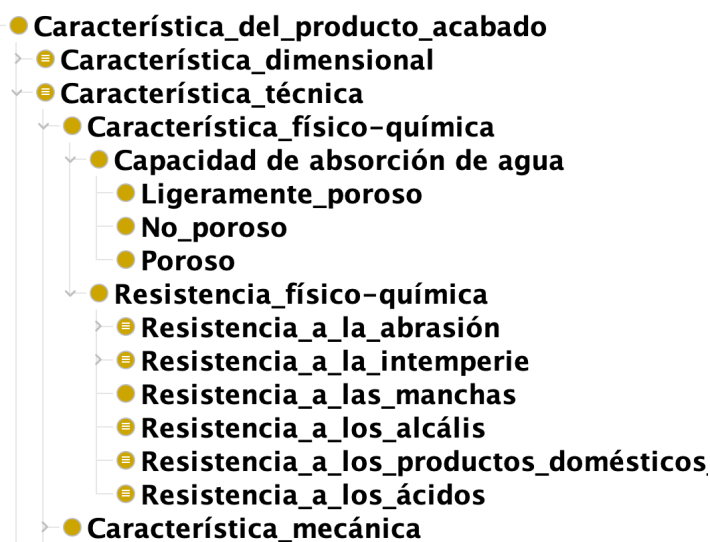 Característica_del_producto_acabado
Característica_dimensional
Característica_técnica
Característica_físico-química
Capacidad de absorción de agua
Ligeramente_poroso
No_poroso
Poroso
Resistencia_físico-química
Resistencia_a_la_abrasión
Resistencia_a_la_intemperie
Resistencia_a_las_manchas
Resistencia_a_los_alcális
Resistencia_a_los_productos_domésticos_
Resistencia_a_los_ácidos
Característica_mecánica